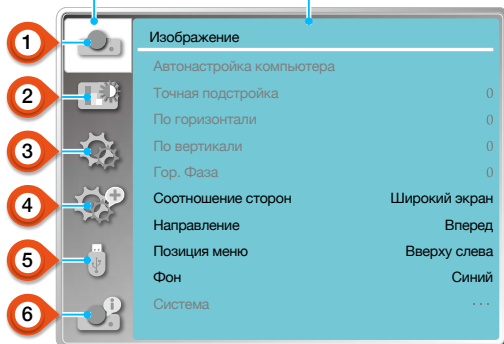 1
2
3
4
5
6
Изображение
Автонастройка компьютера
Точная подстройка 0
По горизонтали 0
По вертикали 0
Гор. Фаза 0
Соотношение сторон Широкий экран
Направление Вперед
Позиция меню Вверху слева
Фон Синий
Система ...